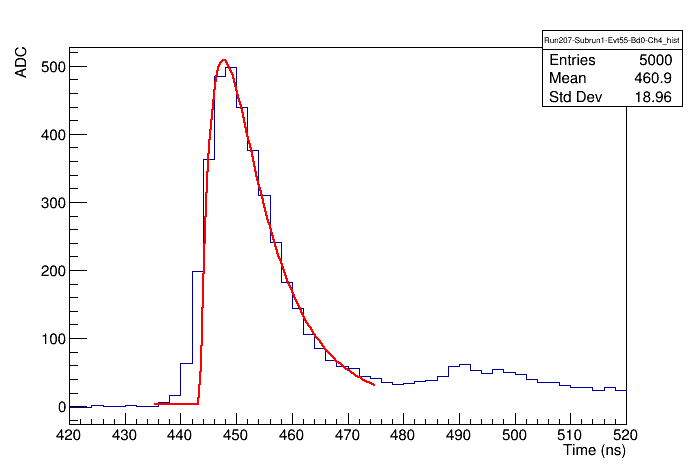 Run207-Subrun1-Evt55-Bd0-Ch4_hist
Entries 5000
Mean 460.9
Std Dev 18.96
ADC
500
400
300
200
100
0
420 430 440 450 460 470 480 490 500 510 520
Time (ns)